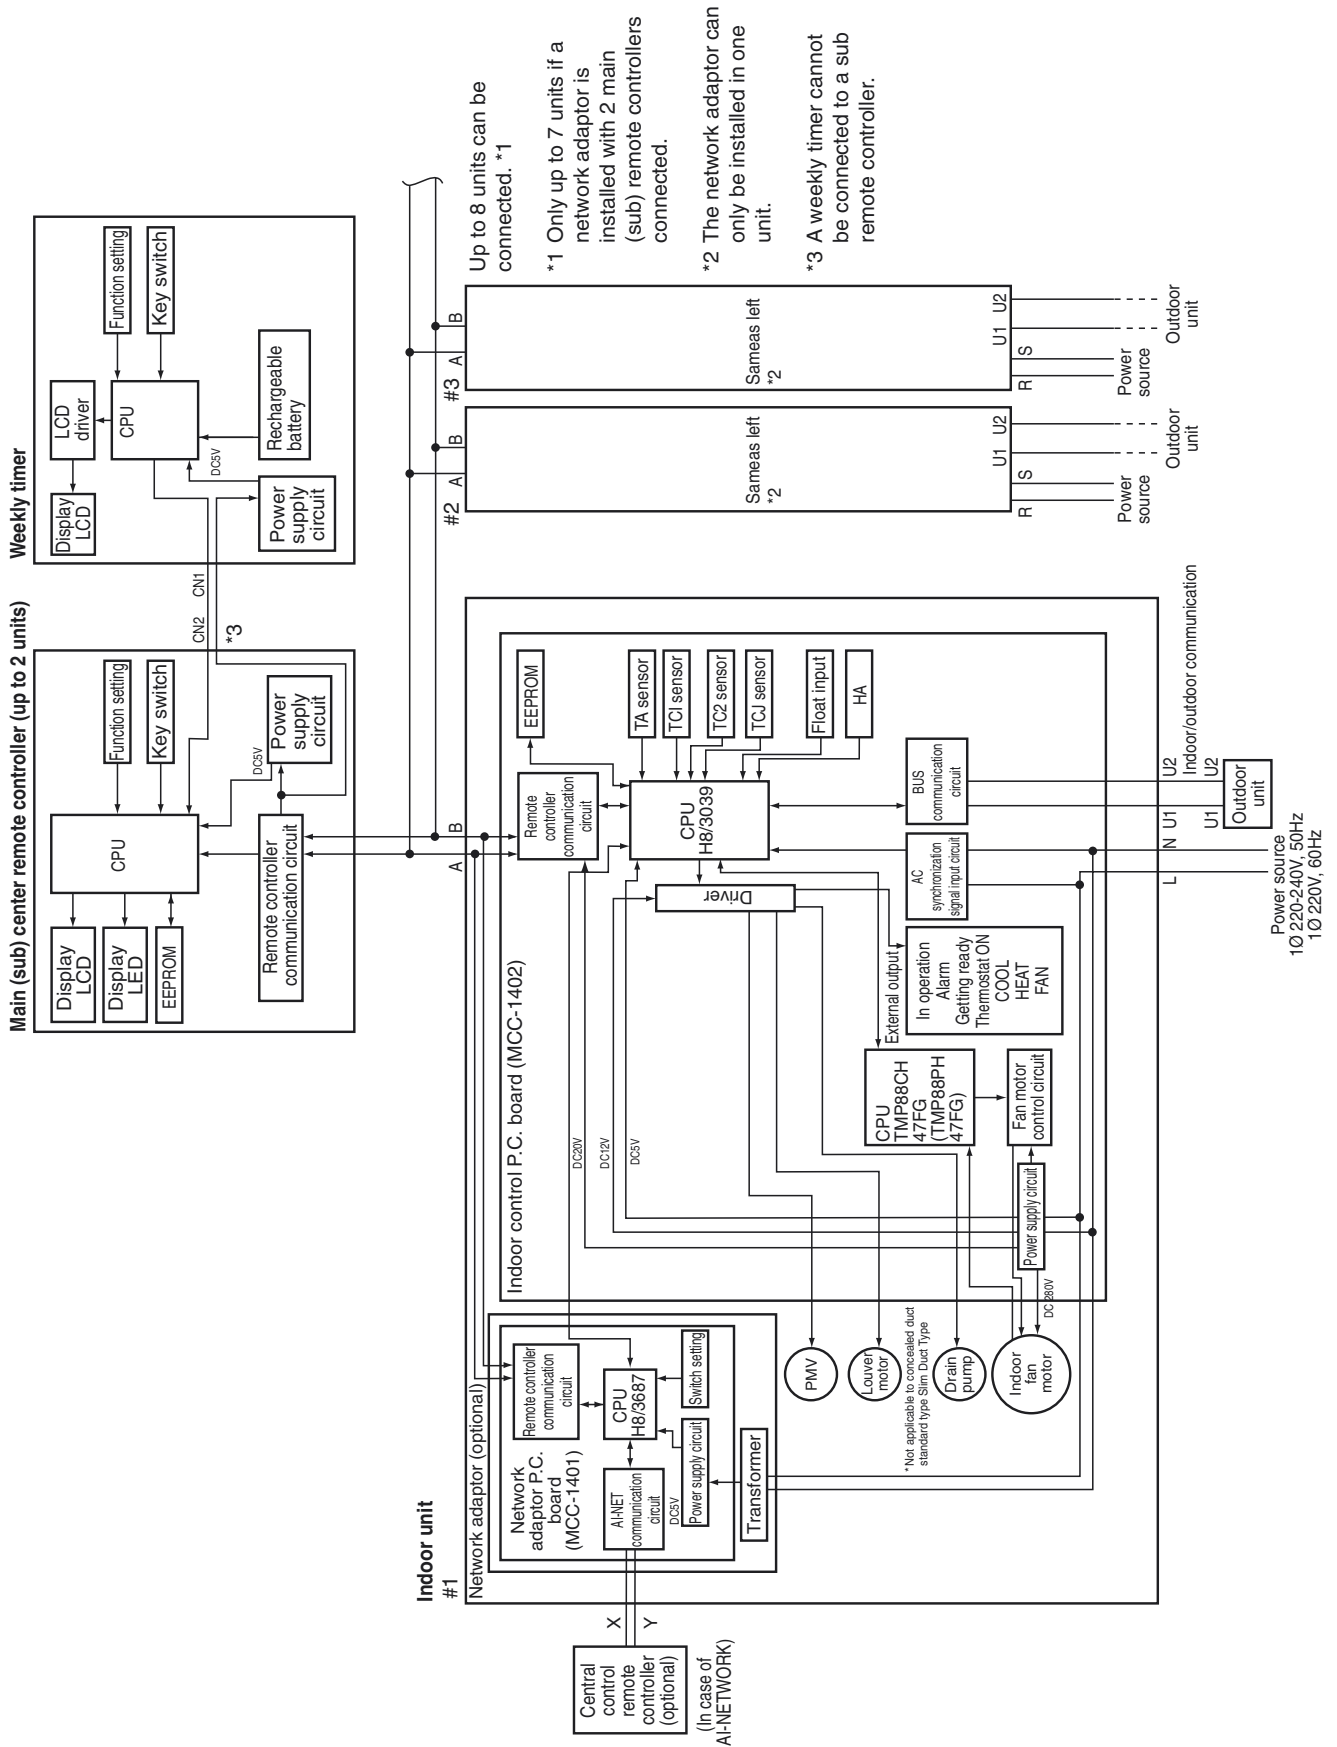 Main (sub) center remote controller (up to 2 units)
Display
LCD
Display
LED
EEPROM
CPU
Function setting
Key switch
Remote controller
communication circuit
DC5V
Power
supply
circuit
CN2
CN1
*3
Weekly timer
Display
LCD
LCD
driver
CPU
Function setting
Key switch
DC5V
Power
supply
circuit
Rechargeable
battery
Indoor unit
#1
A
B
Network adaptor (optional)
Network
adaptor P.C.
board
(MCC-1401)
Remote controller
communication
circuit
CPU
H8/3687
AI-NET
communication
circuit
Switch setting
DC5V
Power supply circuit
Transformer
X
Y
Central
control
remote
controller
(optional)
(In case of
AI-NETWORK)
Indoor control P.C. board (MCC-1402)
DC20V
DC12V
DC5V
Remote
controller
communication
circuit
EEPROM
CPU
H8/3039
TA sensor
TCI sensor
TC2 sensor
TCJ sensor
Float input
HA
Driver
AC
synchronization
signal input circuit
BUS
communication
circuit
External output
In operation
Alarm
Getting ready
Thermostat ON
COOL
HEAT
FAN
CPU
TMP88CH
47FG
(TMP88PH
47FG)
Fan motor
control circuit
Power supply circuit
DC 280V
PMV
Louver
motor
* Not applicable to concealed duct
standard type Slim Duct Type
Drain
pump
Indoor
fan
motor
L
N
U1
U2
Indoor/outdoor communication
U1
U2
Outdoor
unit
Power source
1Ø 220-240V, 50Hz
1Ø 220V, 60Hz
#2
A
B
Sameas left
*2
R
S
U1
U2
Power
source
Outdoor
unit
#3
A
B
Sameas left
*2
R
S
U1
U2
Power
source
Outdoor
unit
Up to 8 units can be
connected. *1
*1 Only up to 7 units if a
network adaptor is
installed with 2 main
(sub) remote controllers
connected.
*2 The network adaptor can
only be installed in one
unit.
*3 A weekly timer cannot
be connected to a sub
remote controller.